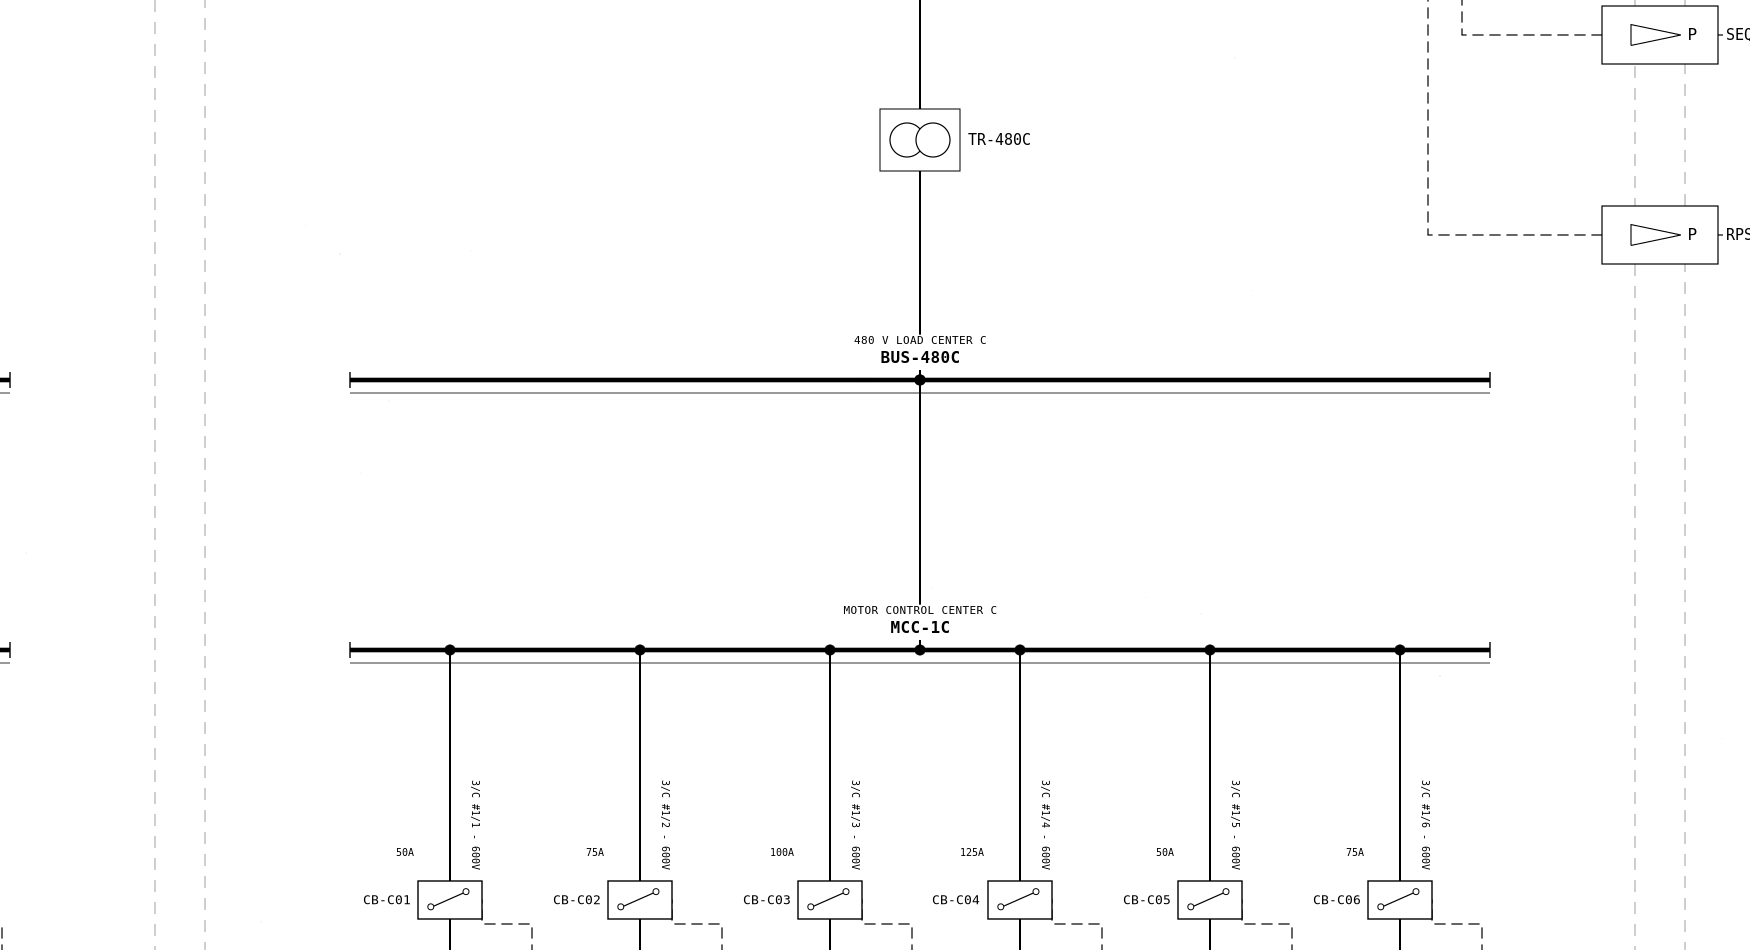 P
SEQ
TR-480C
P
RPS
480 V LOAD CENTER C
BUS-480C
MOTOR CONTROL CENTER C
MCC-1C
3/C #1/1 - 600V
3/C #1/2 - 600V
3/C #1/3 - 600V
3/C #1/4 - 600V
3/C #1/5 - 600V
3/C #1/6 - 600V
50A
75A
100A
125A
50A
75A
CB-C01
CB-C02
CB-C03
CB-C04
CB-C05
CB-C06